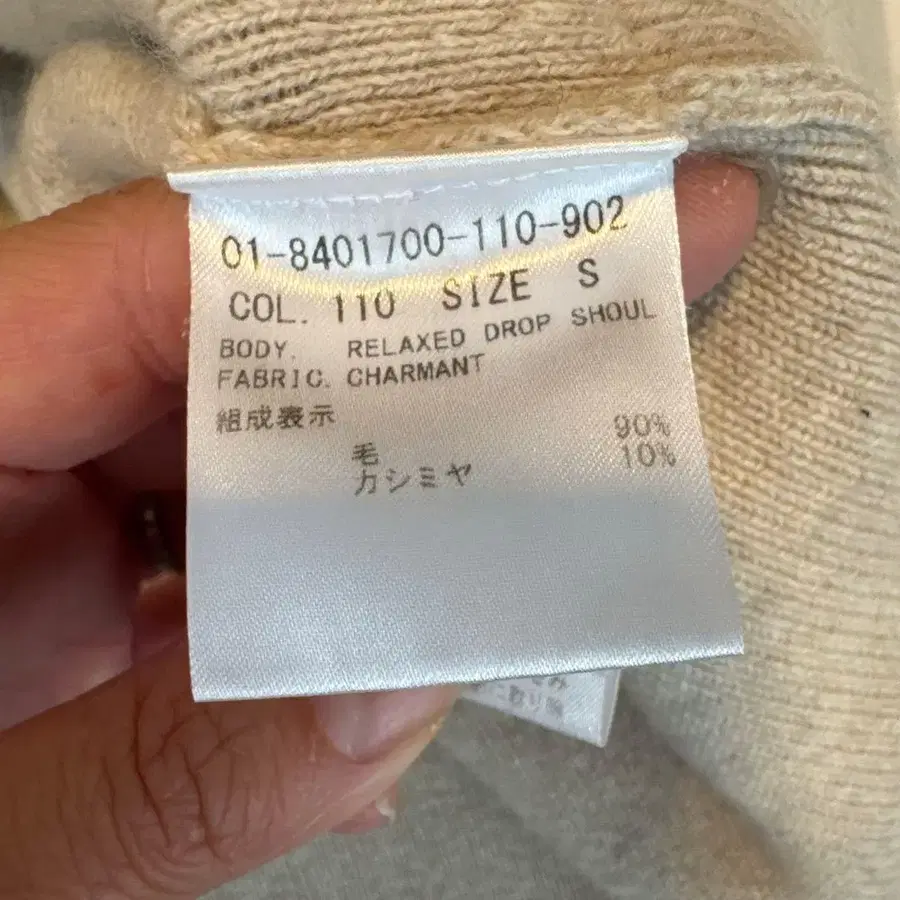 01-8401700-110-902
COL. 110 SIZE S
BODY. RELAXED DROP SHOUL
FABRIC. CHARMANT
組成表示
毛 90%
カシミヤ 10%